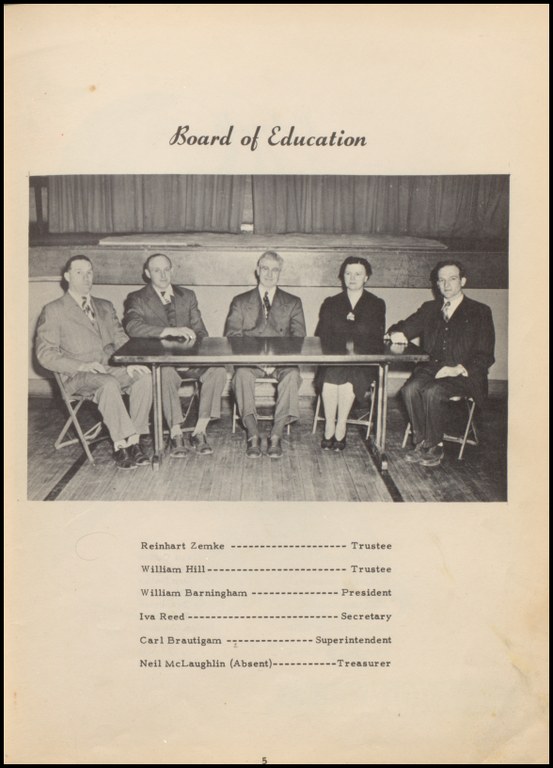 Board of Education
Reinhart Zemke -------------------- Trustee
William Hill------------------------ Trustee
William Barningham --------------- President
Iva Reed -------------------------- Secretary
Carl Brautigam --------------- Superintendent
Neil McLaughlin (Absent)-----------Treasurer
5